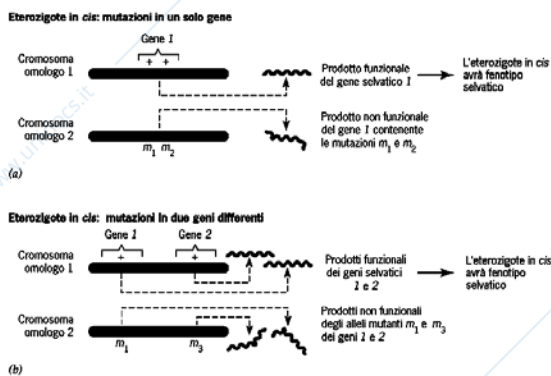 Eterozigote in cis: mutazioni in un solo gene
Gene 1
+ +
Cromosoma
omologo 1
Prodotto funzionale
del gene selvatico 1
L'eterozigote in cis
avrà fenotipo
selvatico
Cromosoma
omologo 2
m1 m2
Prodotto non funzionale
del gene 1 contenente
le mutazioni m1 e m2
(a)
Eterozigote in cis: mutazioni in due geni differenti
Gene 1
Gene 2
+
+
Cromosoma
omologo 1
Prodotti funzionali
dei geni selvatici
1 e 2
L'eterozigote in cis
avrà fenotipo
selvatico
Cromosoma
omologo 2
m1
m3
Prodotti non funzionali
degli alleli mutanti m1 e m3
dei geni 1 e 2
(b)